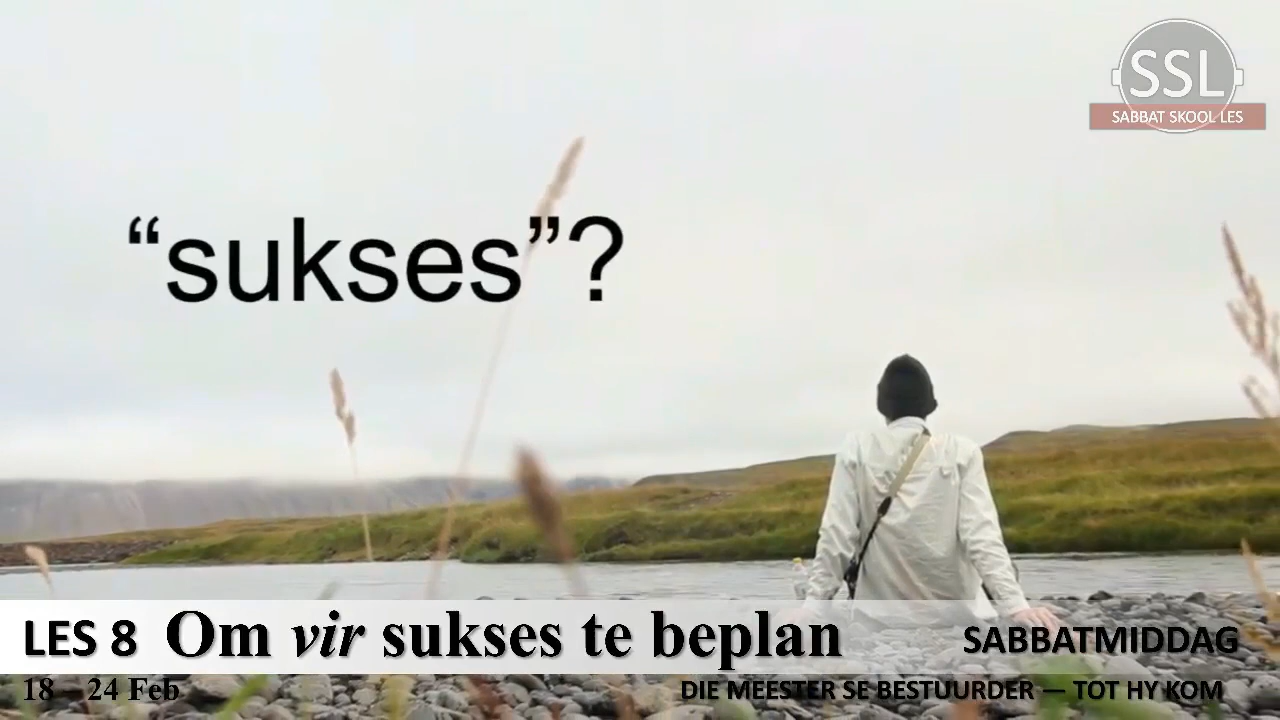 SSL
SABBAT SKOOL LES
“sukses”?
LES 8 Om vir sukses te beplan SABBATMIDDAG
18 – 24 Feb DIE MEESTER SE BESTUURDER — TOT HY KOM